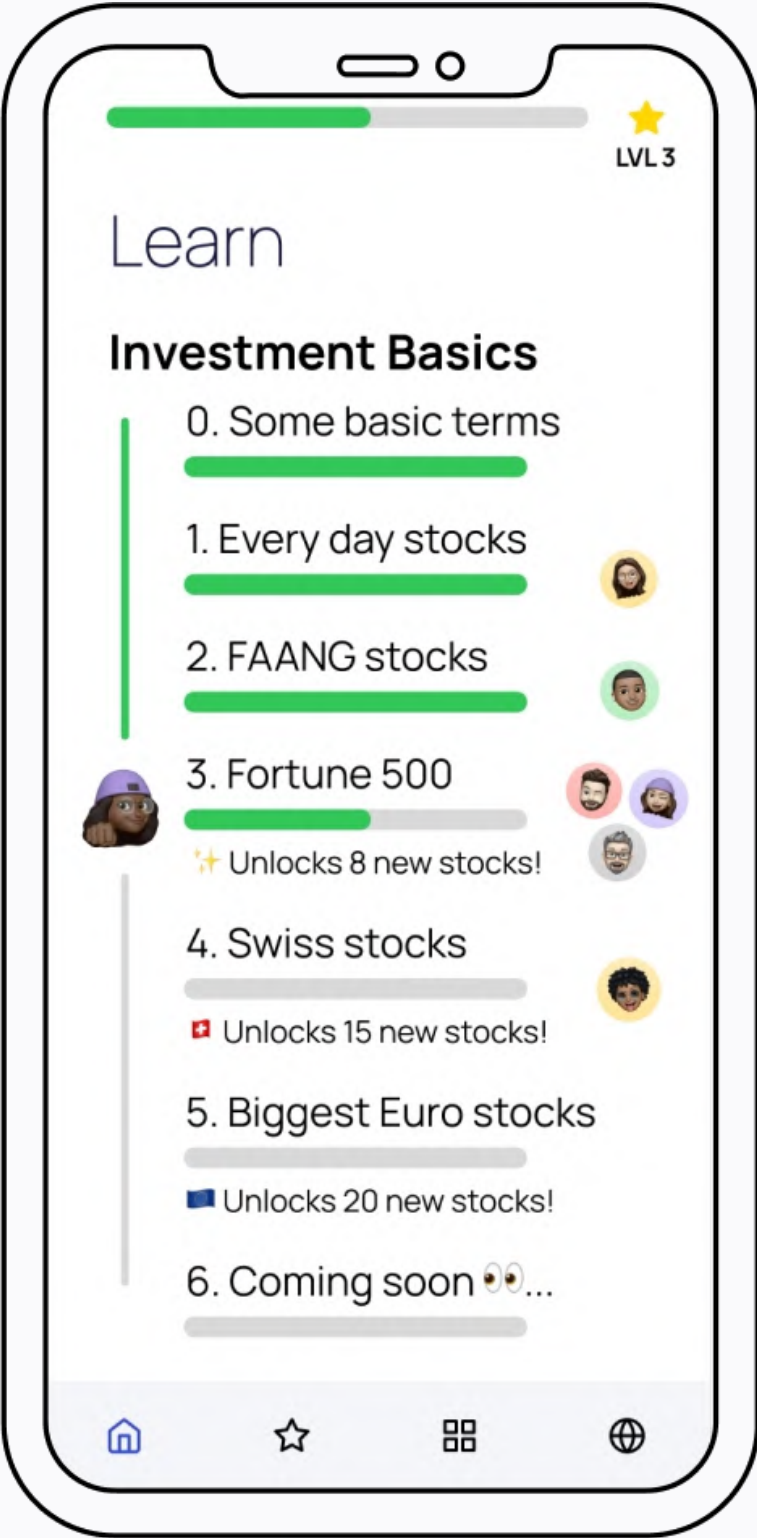 LVL 3
Learn
Investment Basics
0. Some basic terms
1. Every day stocks
2. FAANG stocks
3. Fortune 500
✨ Unlocks 8 new stocks!
4. Swiss stocks
🇨🇭 Unlocks 15 new stocks!
5. Biggest Euro stocks
🇪🇺 Unlocks 20 new stocks!
6. Coming soon 👀...